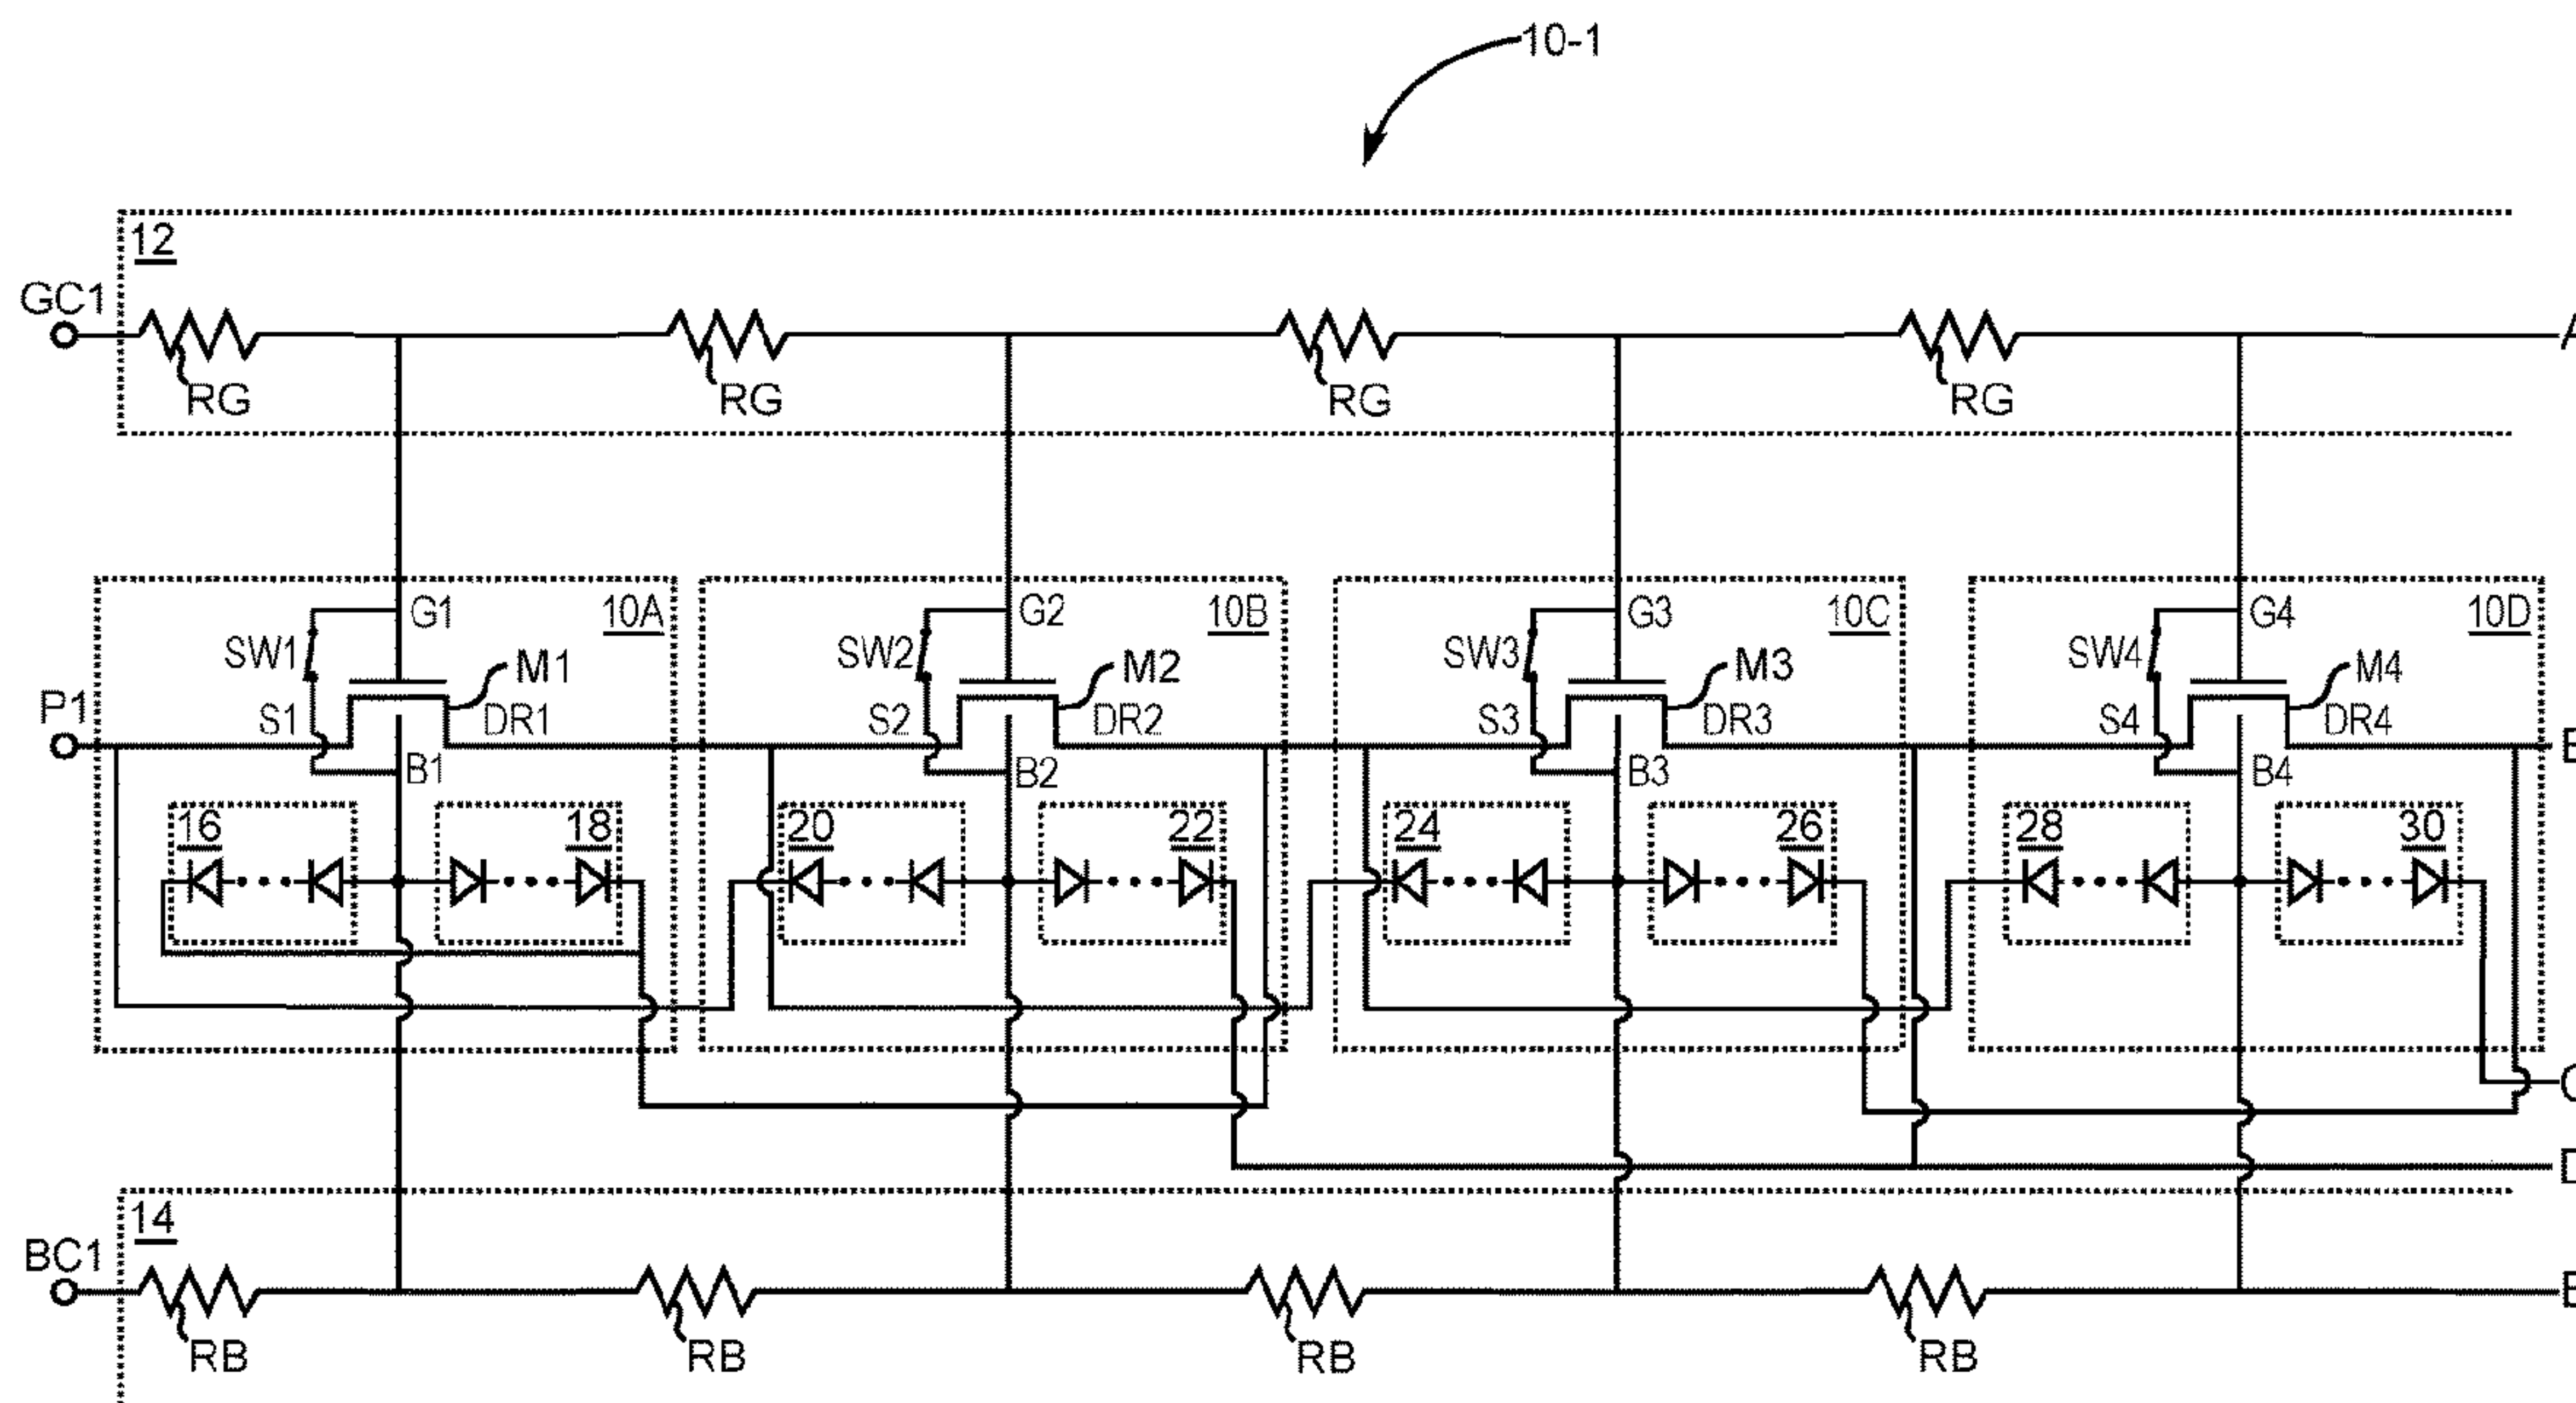 10-1
12
GC1
A
RG RG RG RG
G1 10A G2 10B G3 10C G4 10D
SW1 M1 SW2 M2 SW3 M3 SW4 M4
P1 S1 DR1 S2 DR2 S3 DR3 S4 DR4
B1 B2 B3 B4
16 18 20 22 24 26 28 30
14
BC1
RB RB RB RB